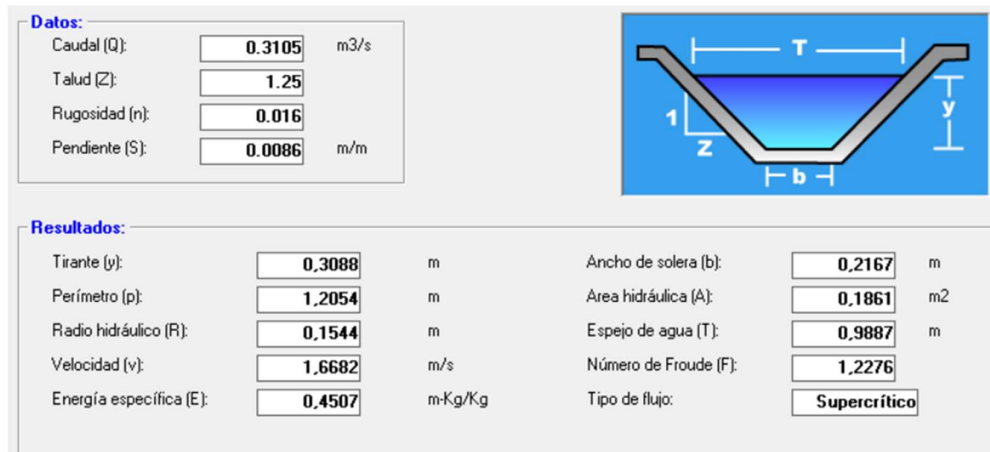 Datos:
Caudal (Q): 0.3105 m3/s
Talud (Z): 1.25
Rugosidad (n): 0.016
Pendiente (S): 0.0086 m/m
T
1
Z
y
b
Resultados:
Tirante (y): 0,3088 m Ancho de solera (b): 0,2167 m
Perímetro (p): 1,2054 m Area hidráulica (A): 0,1861 m2
Radio hidráulico (R): 0,1544 m Espejo de agua (T): 0,9887 m
Velocidad (v): 1,6682 m/s Número de Froude (F): 1,2276
Energía específica (E): 0,4507 m-Kg/Kg Tipo de flujo: Supercrítico